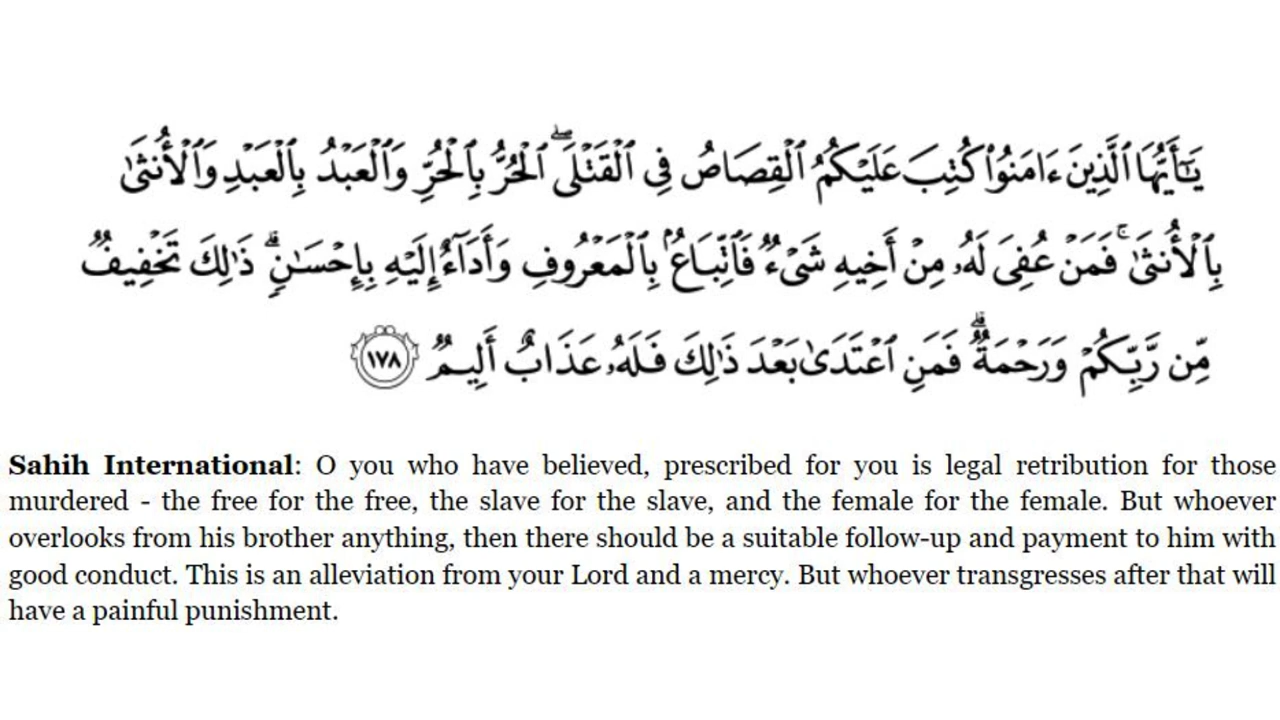 يَـٰٓأَيُّهَا ٱلَّذِينَ ءَامَنُوا۟ كُتِبَ عَلَيْكُمُ ٱلْقِصَاصُ فِى ٱلْقَتْلَى ۖ ٱلْحُرُّ بِٱلْحُرِّ وَٱلْعَبْدُ بِٱلْعَبْدِ وَٱلْأُنثَىٰ
بِٱلْأُنثَىٰ ۚ فَمَنْ عُفِىَ لَهُۥ مِنْ أَخِيهِ شَىْءٌ فَٱتِّبَاعٌۢ بِٱلْمَعْرُوفِ وَأَدَآءٌ إِلَيْهِ بِإِحْسَـٰنٍ ۗ ذَٰلِكَ تَخْفِيفٌ
مِّن رَّبِّكُمْ وَرَحْمَةٌ ۗ فَمَنِ ٱعْتَدَىٰ بَعْدَ ذَٰلِكَ فَلَهُۥ عَذَابٌ أَلِيمٌ ١٧٨
Sahih International: O you who have believed, prescribed for you is legal retribution for those
murdered - the free for the free, the slave for the slave, and the female for the female. But whoever
overlooks from his brother anything, then there should be a suitable follow-up and payment to him with
good conduct. This is an alleviation from your Lord and a mercy. But whoever transgresses after that will
have a painful punishment.